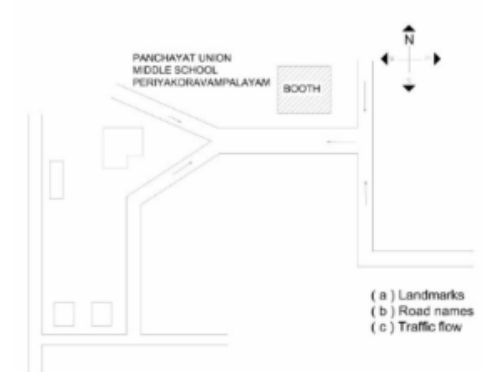 N
PANCHAYAT UNION
MIDDLE SCHOOL
PERIYAKORAVAMPALAYAM
BOOTH
( a ) Landmarks
( b ) Road names
( c ) Traffic flow